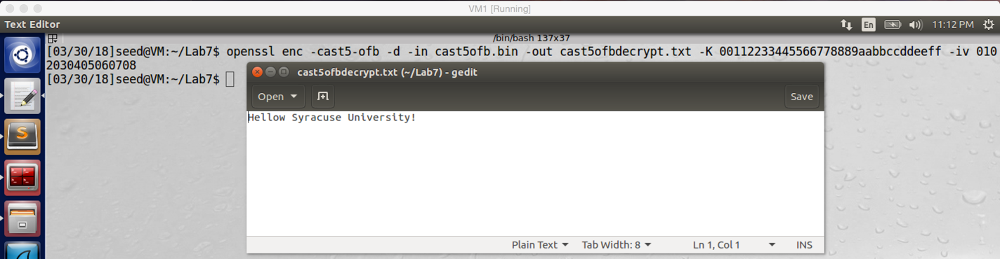 VM1 [Running]
Text Editor
En
11:12 PM
/bin/bash 137x37
[03/30/18]seed@VM:~/Lab7$ openssl enc -cast5-ofb -d -in cast5ofb.bin -out cast5ofbdecrypt.txt -K 00112233445566778889aabbccddeeff -iv 010
2030405060708
[03/30/18]seed@VM:~/Lab7$
cast5ofbdecrypt.txt (~/Lab7) - gedit
Open
Save
Hellow Syracuse University!
Plain Text
Tab Width: 8
Ln 1, Col 1
INS